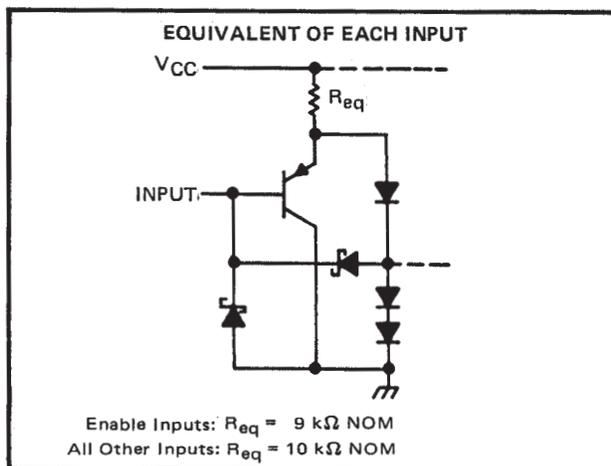 EQUIVALENT OF EACH INPUT
VCC
Req
INPUT
Enable Inputs: Req = 9 kΩ NOM
All Other Inputs: Req = 10 kΩ NOM